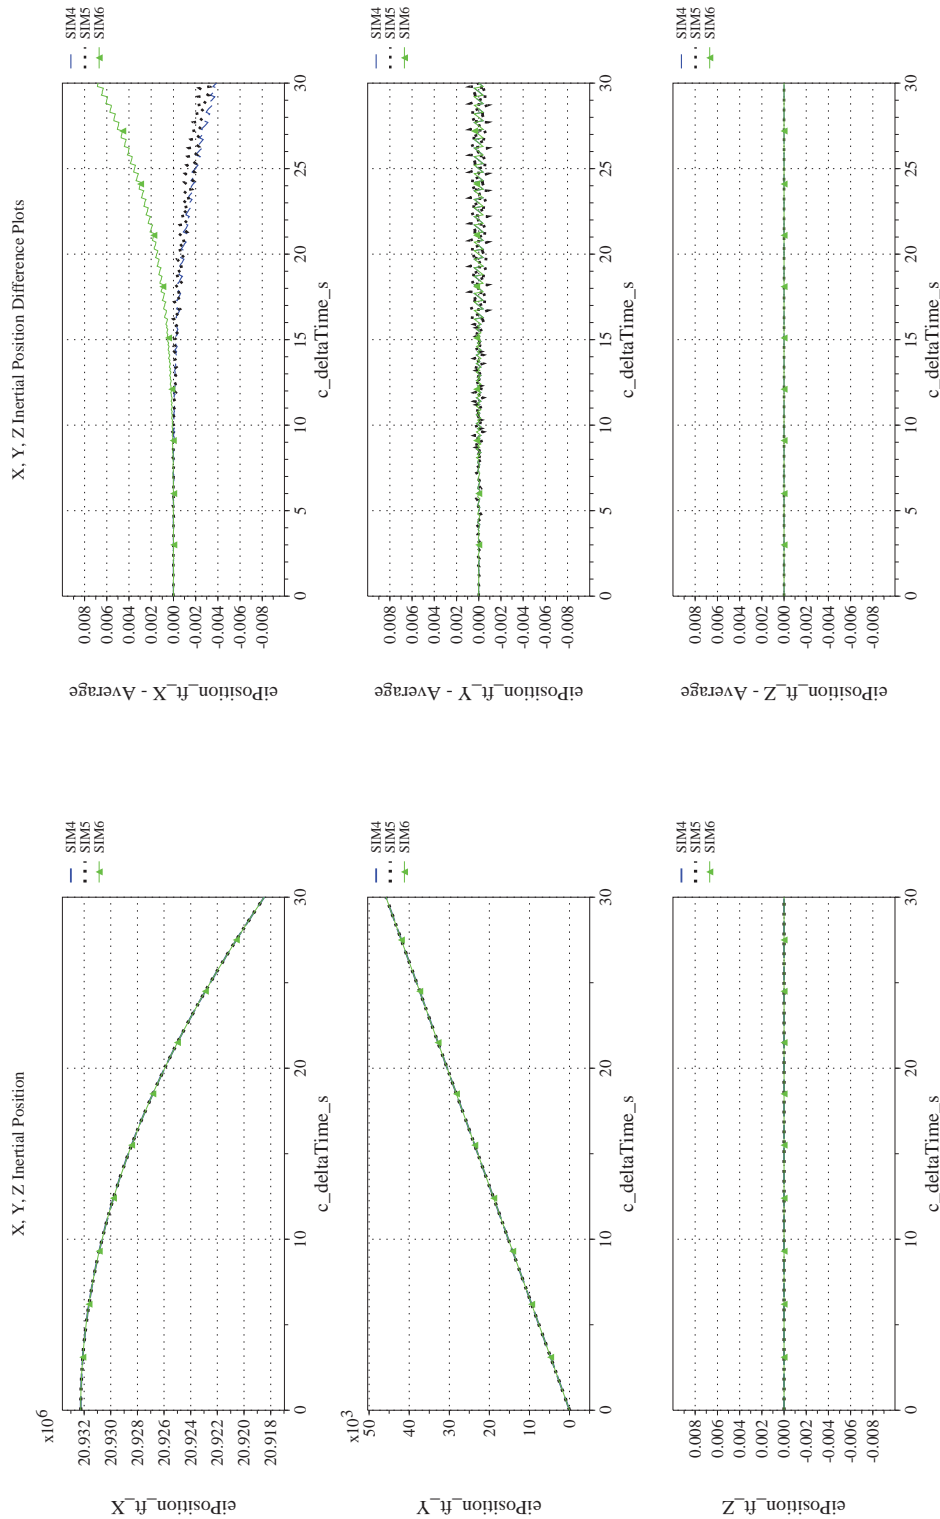 X, Y, Z Inertial Position
x10⁶
20.932
20.930
20.928
20.926
20.924
20.922
20.920
20.918
eiPosition_ft_X
0
10
20
30
c_deltaTime_s
SIM4
SIM5
SIM6
x10³
50
40
30
20
10
0
eiPosition_ft_Y
0
10
20
30
c_deltaTime_s
SIM4
SIM5
SIM6
0.008
0.006
0.004
0.002
0.000
-0.002
-0.004
-0.006
-0.008
eiPosition_ft_Z
0
10
20
30
c_deltaTime_s
SIM4
SIM5
SIM6
X, Y, Z Inertial Position Difference Plots
0.008
0.006
0.004
0.002
0.000
-0.002
-0.004
-0.006
-0.008
eiPosition_ft_X - Average
0
5
10
15
20
25
30
c_deltaTime_s
SIM4
SIM5
SIM6
0.008
0.006
0.004
0.002
0.000
-0.002
-0.004
-0.006
-0.008
eiPosition_ft_Y - Average
0
5
10
15
20
25
30
c_deltaTime_s
SIM4
SIM5
SIM6
0.008
0.006
0.004
0.002
0.000
-0.002
-0.004
-0.006
-0.008
eiPosition_ft_Z - Average
0
5
10
15
20
25
30
c_deltaTime_s
SIM4
SIM5
SIM6